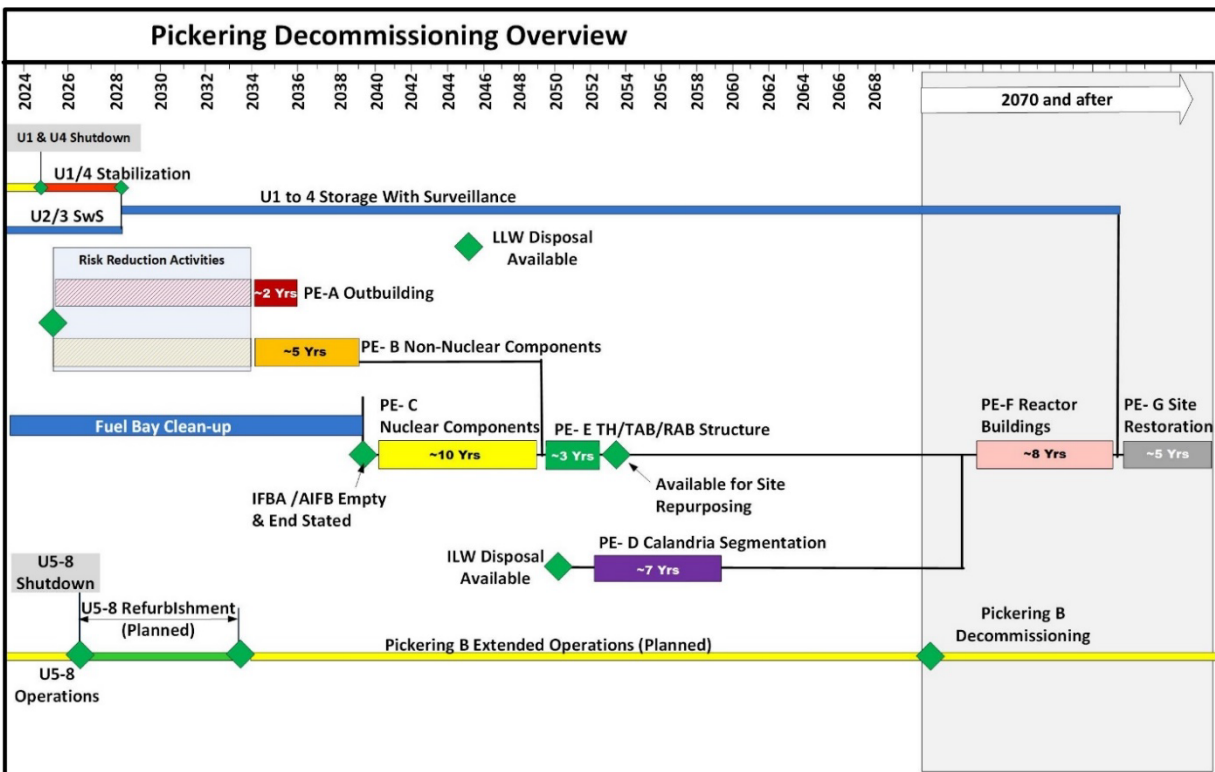 Pickering Decommissioning Overview
2024 2026 2028 2030 2032 2034 2036 2038 2040 2042 2044 2046 2048 2050 2052 2054 2056 2058 2060 2062 2064 2066 2068
2070 and after
U1 & U4 Shutdown
U1/4 Stabilization
U1 to 4 Storage With Surveillance
U2/3 SwS
LLW Disposal
Available
Risk Reduction Activities
~2 Yrs
PE-A Outbuilding
~5 Yrs
PE- B Non-Nuclear Components
Fuel Bay Clean-up
PE- C
Nuclear Components
~10 Yrs
PE- E TH/TAB/RAB Structure
~3 Yrs
PE-F Reactor
Buildings
~8 Yrs
PE- G Site
Restoration
~5 Yrs
IFBA /AIFB Empty
& End Stated
Available for Site
Repurposing
ILW Disposal
Available
PE- D Calandria Segmentation
~7 Yrs
U5-8
Shutdown
U5-8 RefurbIshment
(Planned)
Pickering B Extended Operations (Planned)
Pickering B
Decommissioning
U5-8
Operations